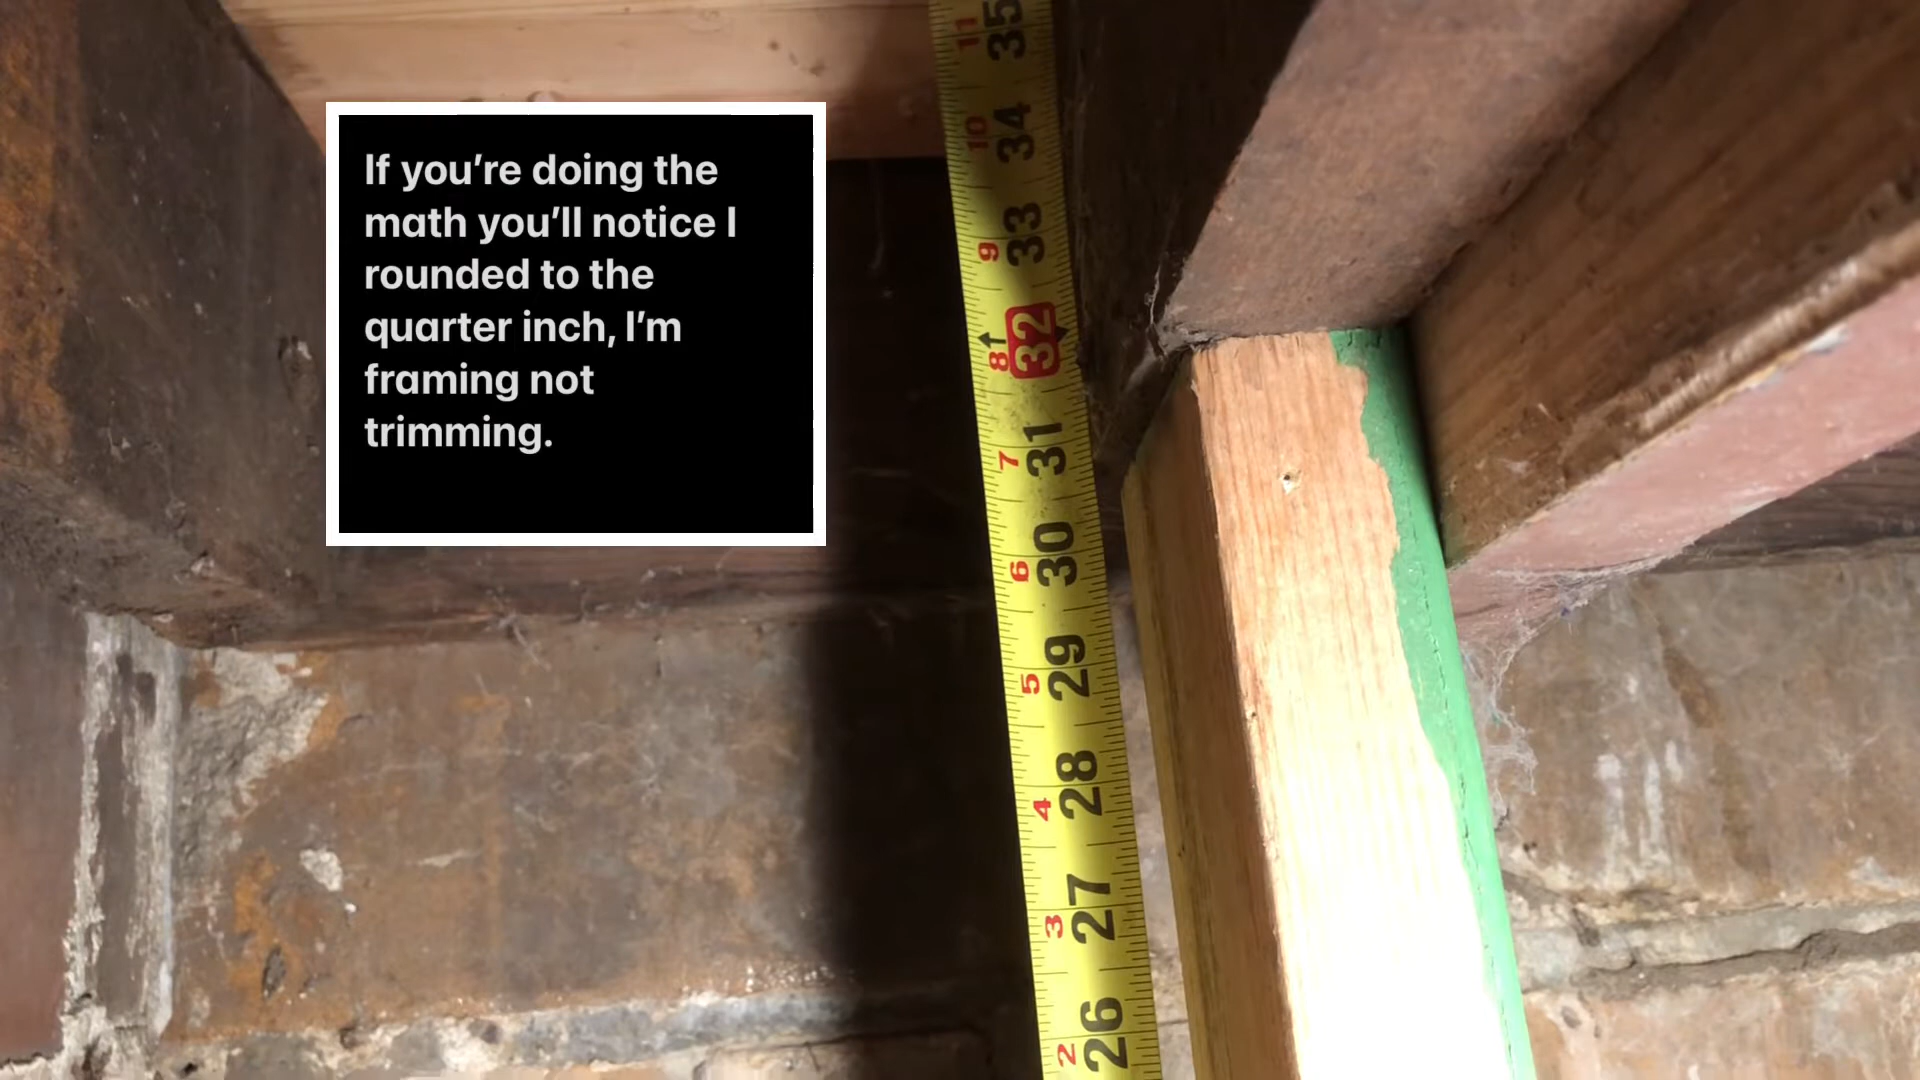 If you’re doing the
math you’ll notice I
rounded to the
quarter inch, I’m
framing not
trimming.
11 35
10 34
9 33
8 32
7 31
6 30
5 29
4 28
3 27
2 26